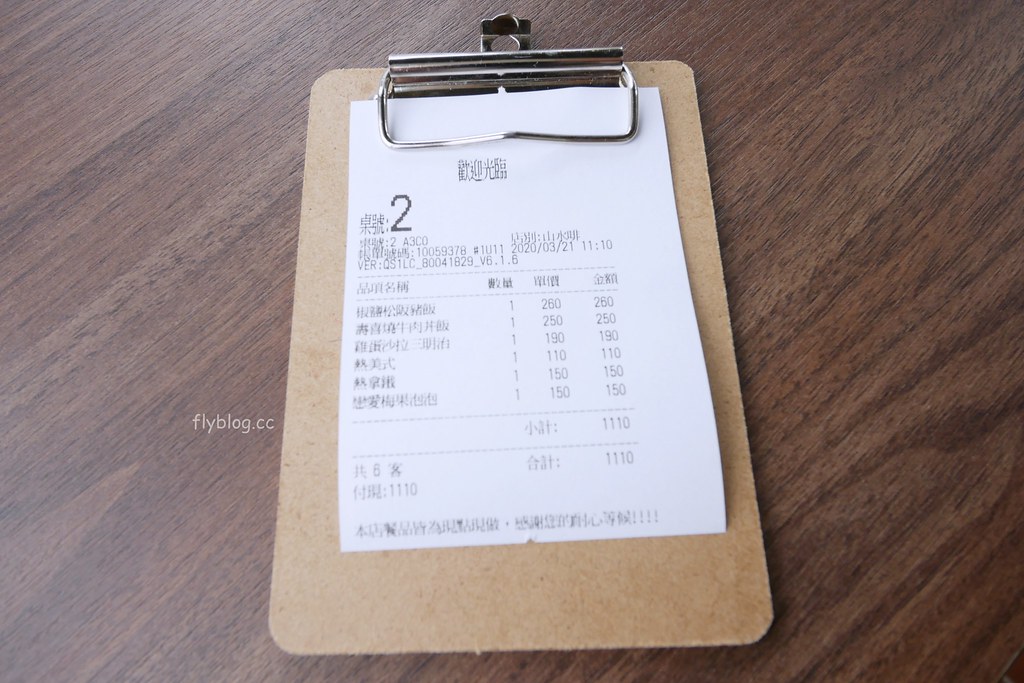 歡迎光臨
桌號:2
桌號:2 A3C0 店別:山水啡
帳單號碼:10059378 #1U11 2020/03/21 11:10
VER:QS1LC_80041829_V6.1.6
品項名稱 數量 單價 金額
椒鹽松阪豬飯 1 260 260
壽喜燒牛肉丼飯 1 250 250
雞蛋沙拉三明治 1 190 190
熱美式 1 110 110
熱拿鐵 1 150 150
戀愛梅果泡泡 1 150 150
小計: 1110
共 6 客 合計: 1110
付現:1110
本店餐品皆為現點現做，感謝您的耐心等候!!!!
flyblog.cc